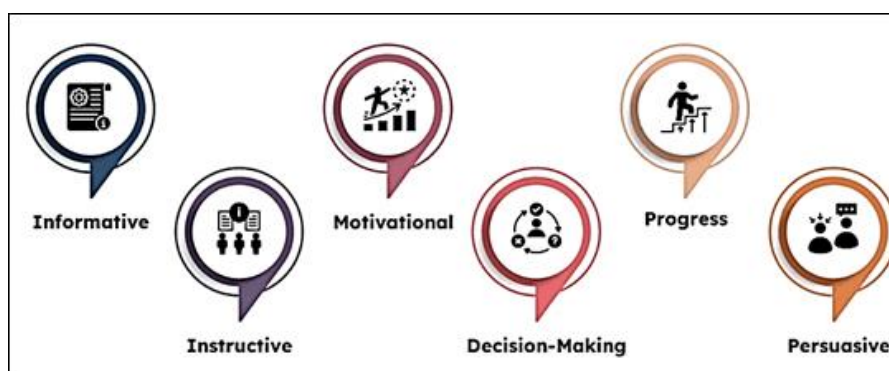 Informative
Motivational
Progress
Instructive
Decision-Making
Persuasive